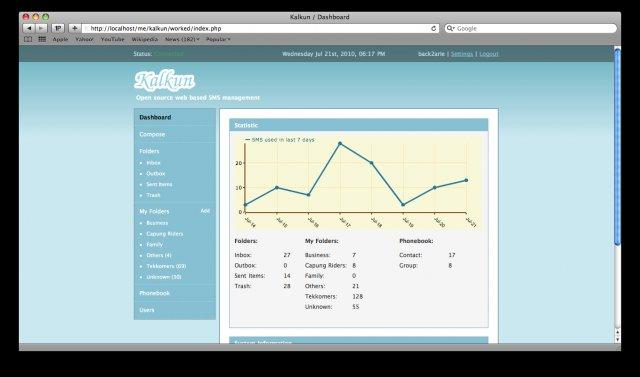 Kalkun / Dashboard
http://localhost/me/kalkun/worked/index.php
Google
Apple Yahoo! YouTube Wikipedia News (182) Popular
Status: Connected
Wednesday Jul 21st, 2010, 06:17 PM
back2arie | Settings | Logout
Kalkun
Open source web based SMS management
Dashboard
Compose
Folders
Inbox
Outbox
Sent Items
Trash
My Folders Add
Business
Capung Riders
Family
Others (4)
Tekkomers (69)
Unknown (50)
Phonebook
Users
Statistic
SMS used in last 7 days
20
10
0
Jul-14 Jul-15 Jul-16 Jul-17 Jul-18 Jul-19 Jul-20 Jul-21
Folders:
Inbox: 27
Outbox: 0
Sent Items: 14
Trash: 28
My Folders:
Business: 7
Capung Riders: 8
Family: 0
Others: 21
Tekkomers: 128
Unknown: 55
Phonebook:
Contact: 17
Group: 8
System Information